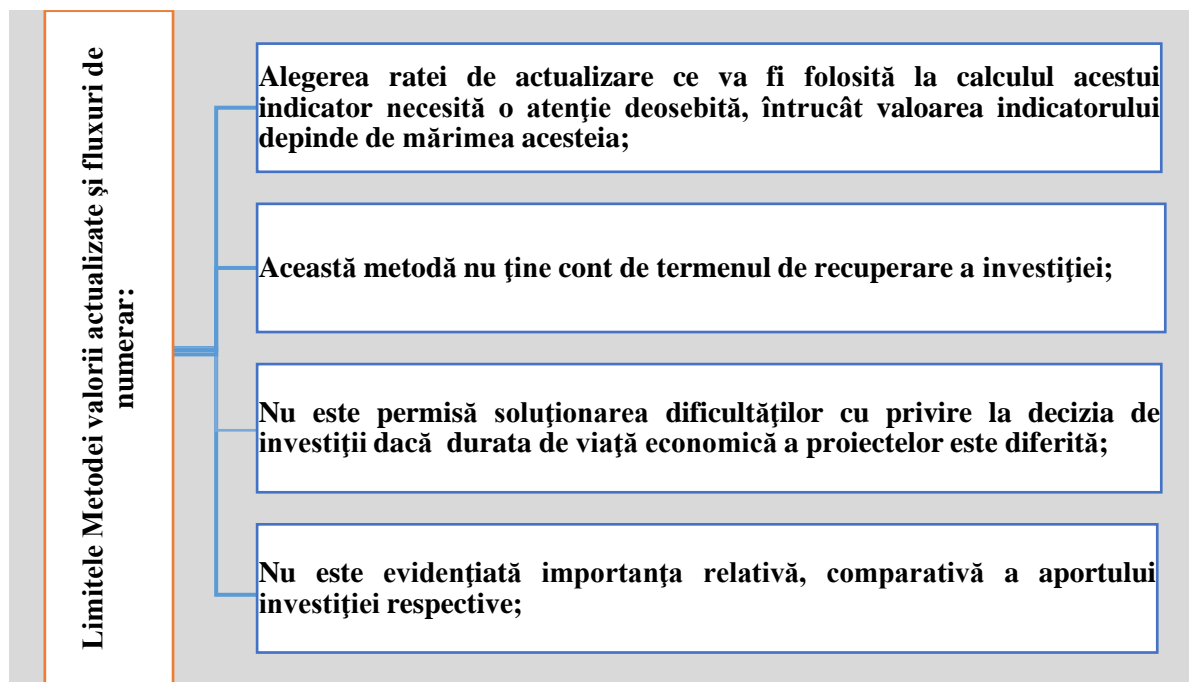 Limitele Metodei valorii actualizate şi fluxuri de
numerar:
Alegerea ratei de actualizare ce va fi folosită la calculul acestui
indicator necesită o atenţie deosebită, întrucât valoarea indicatorului
depinde de mărimea acesteia;
Această metodă nu ţine cont de termenul de recuperare a investiţiei;
Nu este permisă soluţionarea dificultăţilor cu privire la decizia de
investiţii dacă durata de viaţă economică a proiectelor este diferită;
Nu este evidenţiată importanţa relativă, comparativă a aportului
investiţiei respective;